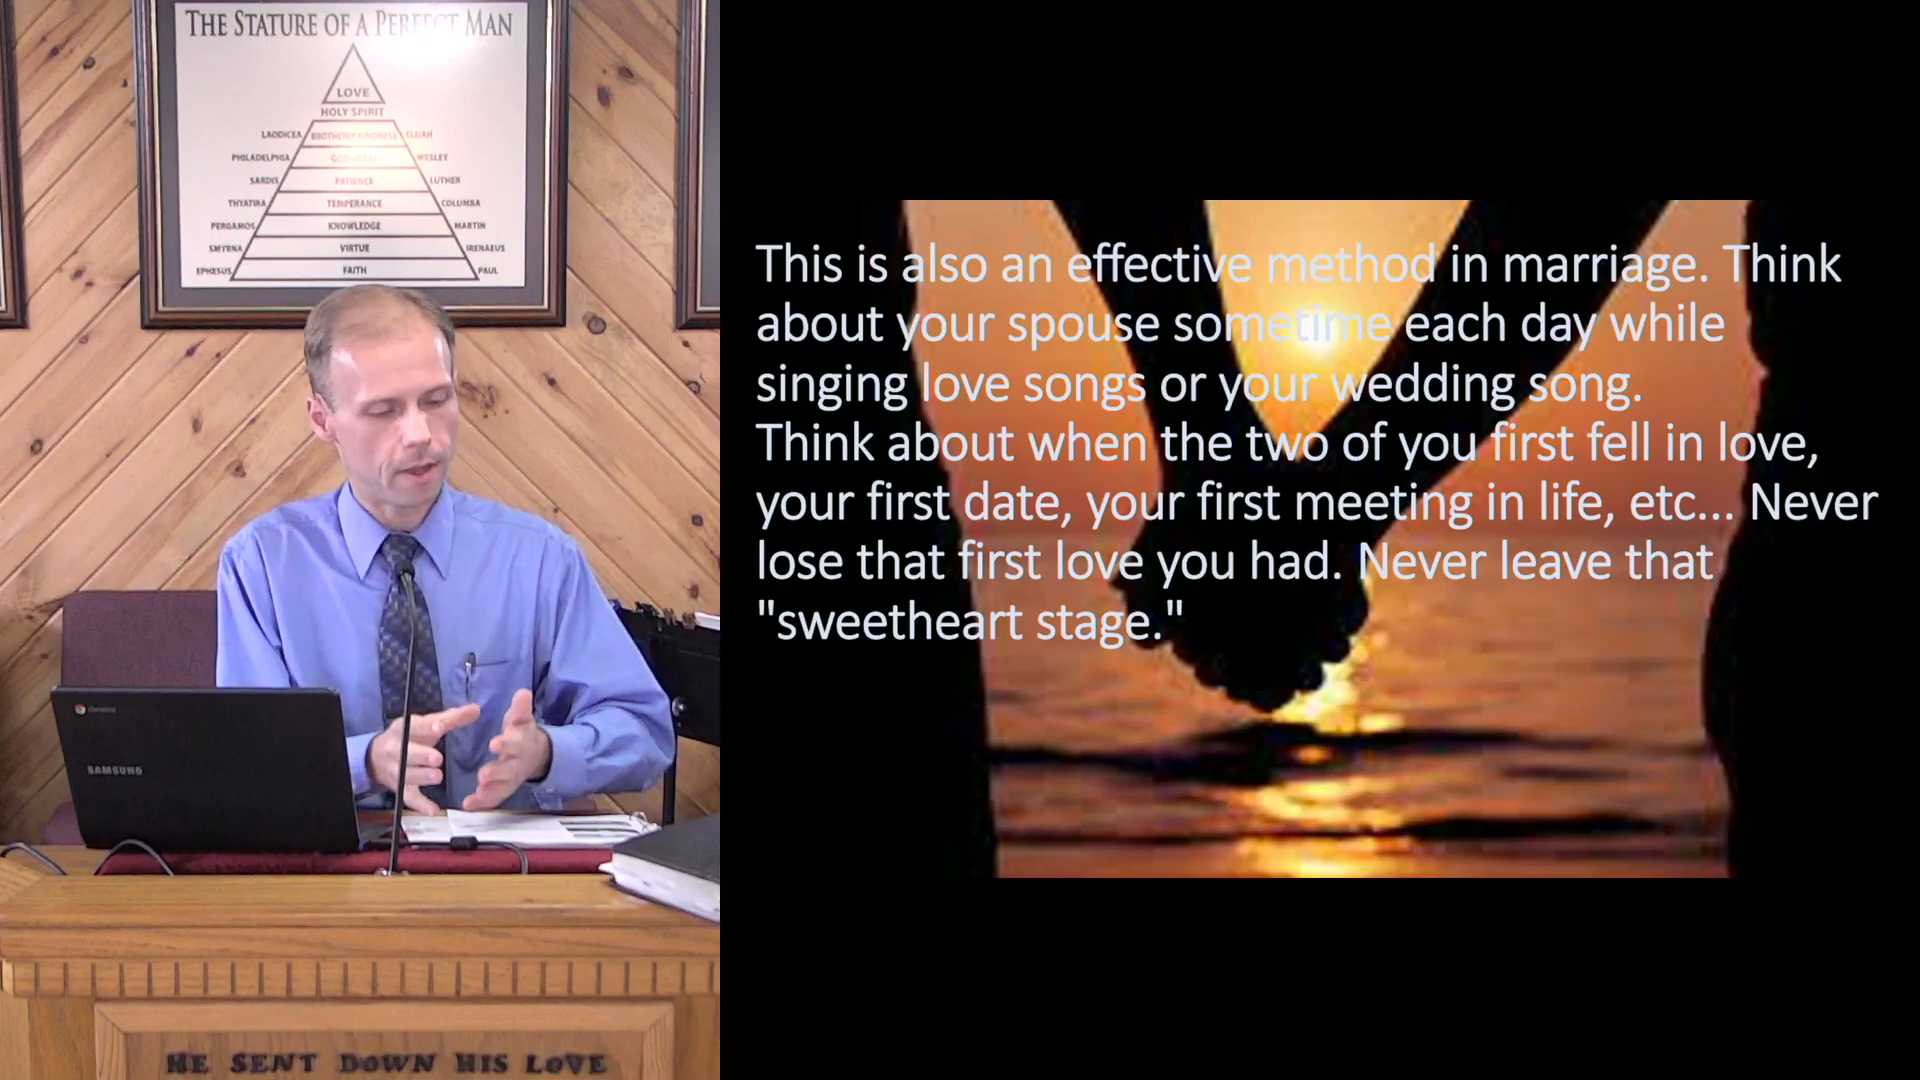 THE STATURE OF A PERFECT MAN
LOVE
HOLY SPIRIT
LAODICEA BROTHERLY KINDNESS ELIJAH
PHILADELPHIA WESLEY
SARDIS PATIENCE LUTHER
THYATIRA TEMPERANCE COLUMBA
PERGAMOS KNOWLEDGE MARTIN
SMYRNA VIRTUE IRENAEUS
EPHESUS FAITH PAUL
chrome
SAMSUNG
HE SENT DOWN HIS LOVE
This is also an effective method in marriage. Think
about your spouse sometime each day while
singing love songs or your wedding song.
Think about when the two of you first fell in love,
your first date, your first meeting in life, etc... Never
lose that first love you had. Never leave that
"sweetheart stage."